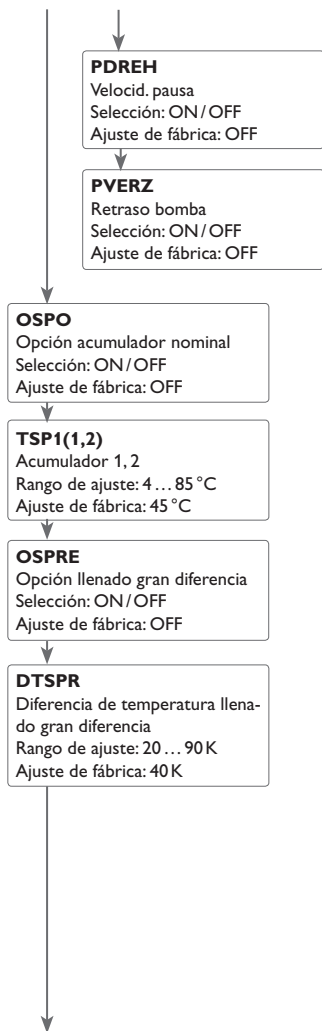 PDREH
Velocid. pausa
Selección: ON / OFF
Ajuste de fábrica: OFF
PVERZ
Retraso bomba
Selección: ON / OFF
Ajuste de fábrica: OFF
OSPO
Opción acumulador nominal
Selección: ON / OFF
Ajuste de fábrica: OFF
TSP1(1,2)
Acumulador 1, 2
Rango de ajuste: 4 ... 85 °C
Ajuste de fábrica: 45 °C
OSPRE
Opción llenado gran diferencia
Selección: ON / OFF
Ajuste de fábrica: OFF
DTSPR
Diferencia de temperatura llena-
do gran diferencia
Rango de ajuste: 20 ... 90 K
Ajuste de fábrica: 40 K